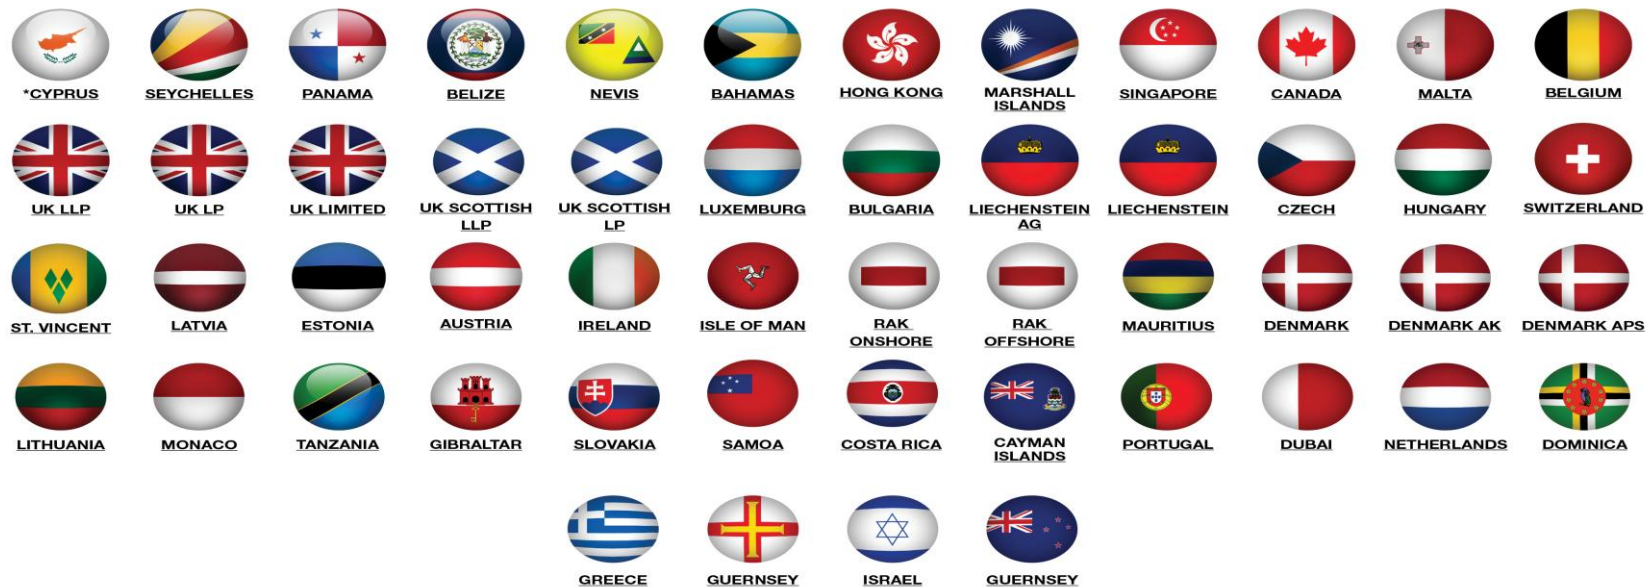 *CYPRUS SEYCHELLES PANAMA BELIZE NEVIS BAHAMAS HONG KONG MARSHALL ISLANDS SINGAPORE CANADA MALTA BELGIUM
UK LLP UK LP UK LIMITED UK SCOTTISH LLP UK SCOTTISH LP LUXEMBURG BULGARIA LIECHENSTEIN AG LIECHENSTEIN CZECH HUNGARY SWITZERLAND
ST. VINCENT LATVIA ESTONIA AUSTRIA IRELAND ISLE OF MAN RAK ONSHORE RAK OFFSHORE MAURITIUS DENMARK DENMARK AK DENMARK APS
LITHUANIA MONACO TANZANIA GIBRALTAR SLOVAKIA SAMOA COSTA RICA CAYMAN ISLANDS PORTUGAL DUBAI NETHERLANDS DOMINICA
GREECE GUERNSEY ISRAEL GUERNSEY